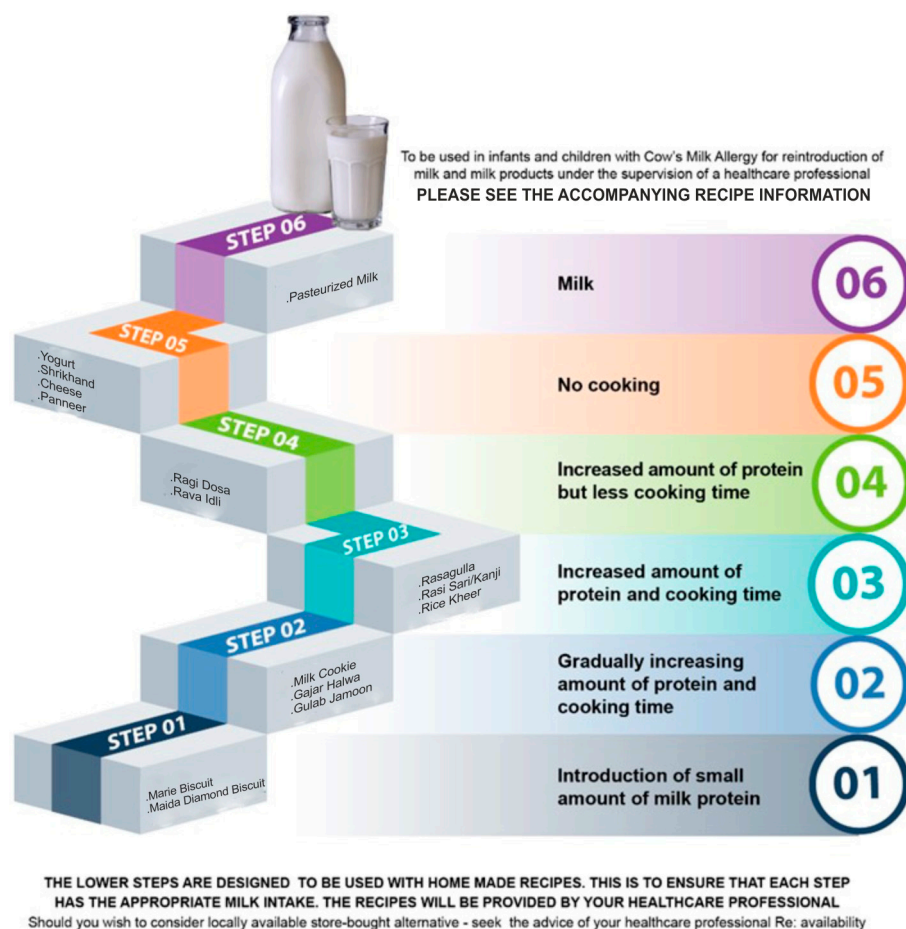 To be used in infants and children with Cow's Milk Allergy for reintroduction of
milk and milk products under the supervision of a healthcare professional
PLEASE SEE THE ACCOMPANYING RECIPE INFORMATION
STEP 06
.Pasteurized Milk
Milk
06
STEP 05
.Yogurt
.Shrikhand
.Cheese
.Panneer
No cooking
05
STEP 04
.Ragi Dosa
.Rava Idli
Increased amount of protein
but less cooking time
04
STEP 03
.Rasagulla
.Rasi Sari/Kanji
.Rice Kheer
Increased amount of
protein and cooking time
03
STEP 02
.Milk Cookie
.Gajar Halwa
.Gulab Jamoon
Gradually increasing
amount of protein and
cooking time
02
STEP 01
.Marie Biscuit
.Maida Diamond Biscuit
Introduction of small
amount of milk protein
01
THE LOWER STEPS ARE DESIGNED TO BE USED WITH HOME MADE RECIPES. THIS IS TO ENSURE THAT EACH STEP
HAS THE APPROPRIATE MILK INTAKE. THE RECIPES WILL BE PROVIDED BY YOUR HEALTHCARE PROFESSIONAL
Should you wish to consider locally available store-bought alternative - seek the advice of your healthcare professional Re: availability